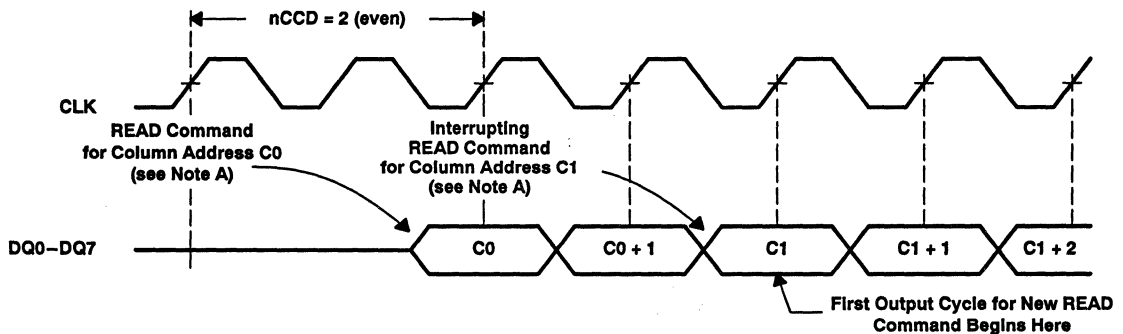 nCCD = 2 (even)
CLK
READ Command
for Column Address C0
(see Note A)
Interrupting
READ Command
for Column Address C1
(see Note A)
DQ0–DQ7
C0
C0 + 1
C1
C1 + 1
C1 + 2
First Output Cycle for New READ
Command Begins Here